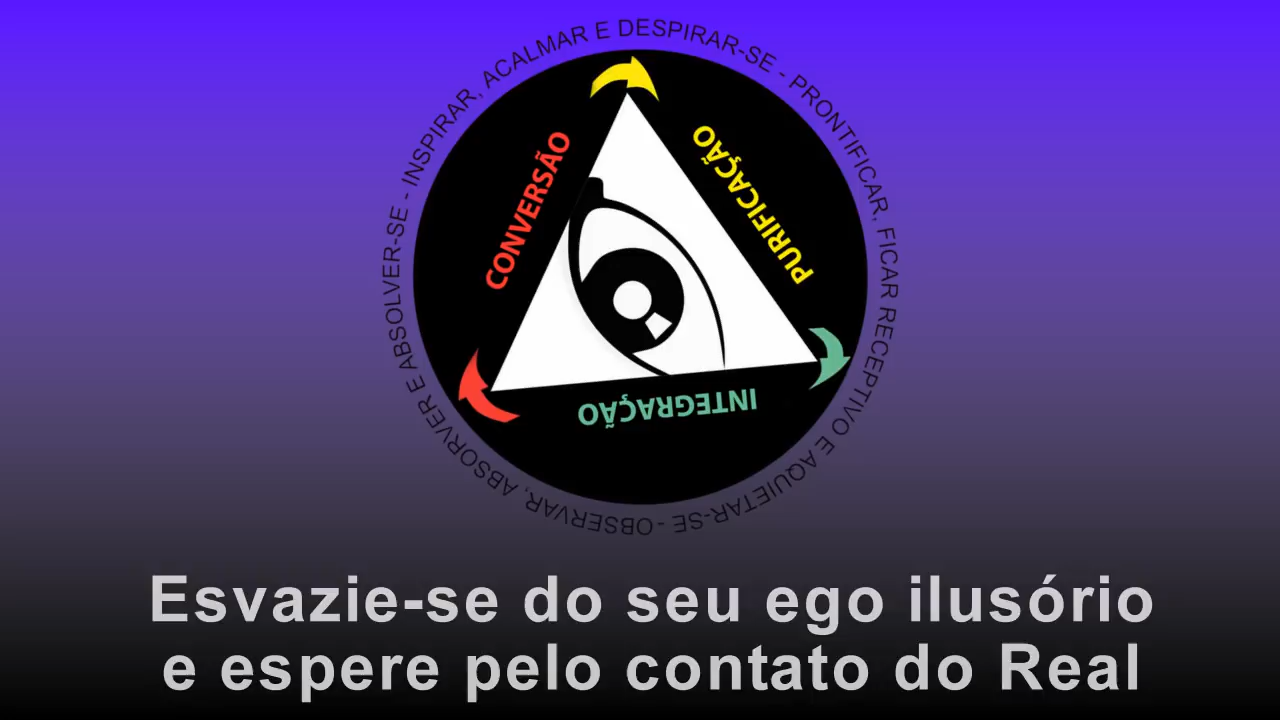 INSPIRAR, ACALMAR E DESPIRAR-SE - PRONTIFICAR, FICAR RECEPTIVO E AQUIETAR-SE - OBSERVAR, ABSORVER E ABSOLVER-SE -
CONVERSÃO
PURIFICAÇÃO
INTEGRAÇÃO
Esvazie-se do seu ego ilusório
e espere pelo contato do Real